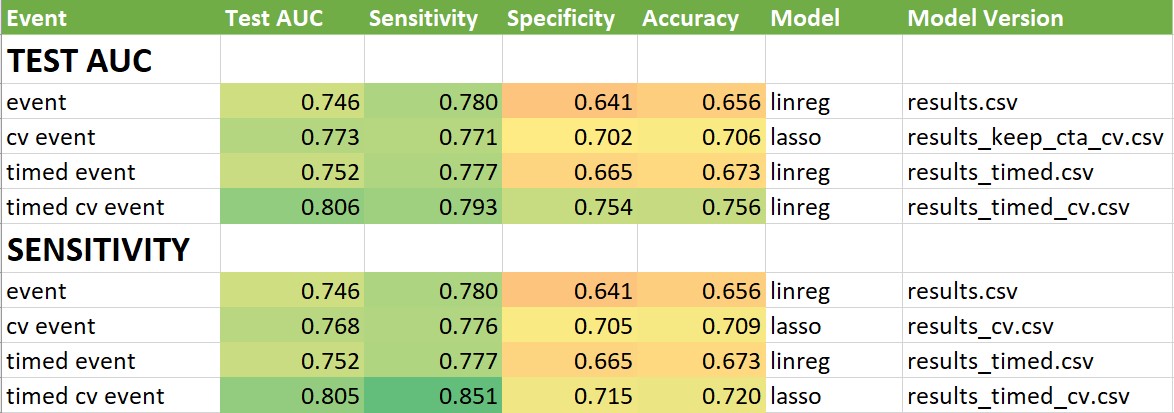 Event Test AUC Sensitivity Specificity Accuracy Model Model Version
TEST AUC
event 0.746 0.780 0.641 0.656 linreg results.csv
cv event 0.773 0.771 0.702 0.706 lasso results_keep_cta_cv.csv
timed event 0.752 0.777 0.665 0.673 linreg results_timed.csv
timed cv event 0.806 0.793 0.754 0.756 linreg results_timed_cv.csv
SENSITIVITY
event 0.746 0.780 0.641 0.656 linreg results.csv
cv event 0.768 0.776 0.705 0.709 lasso results_cv.csv
timed event 0.752 0.777 0.665 0.673 linreg results_timed.csv
timed cv event 0.805 0.851 0.715 0.720 lasso results_timed_cv.csv